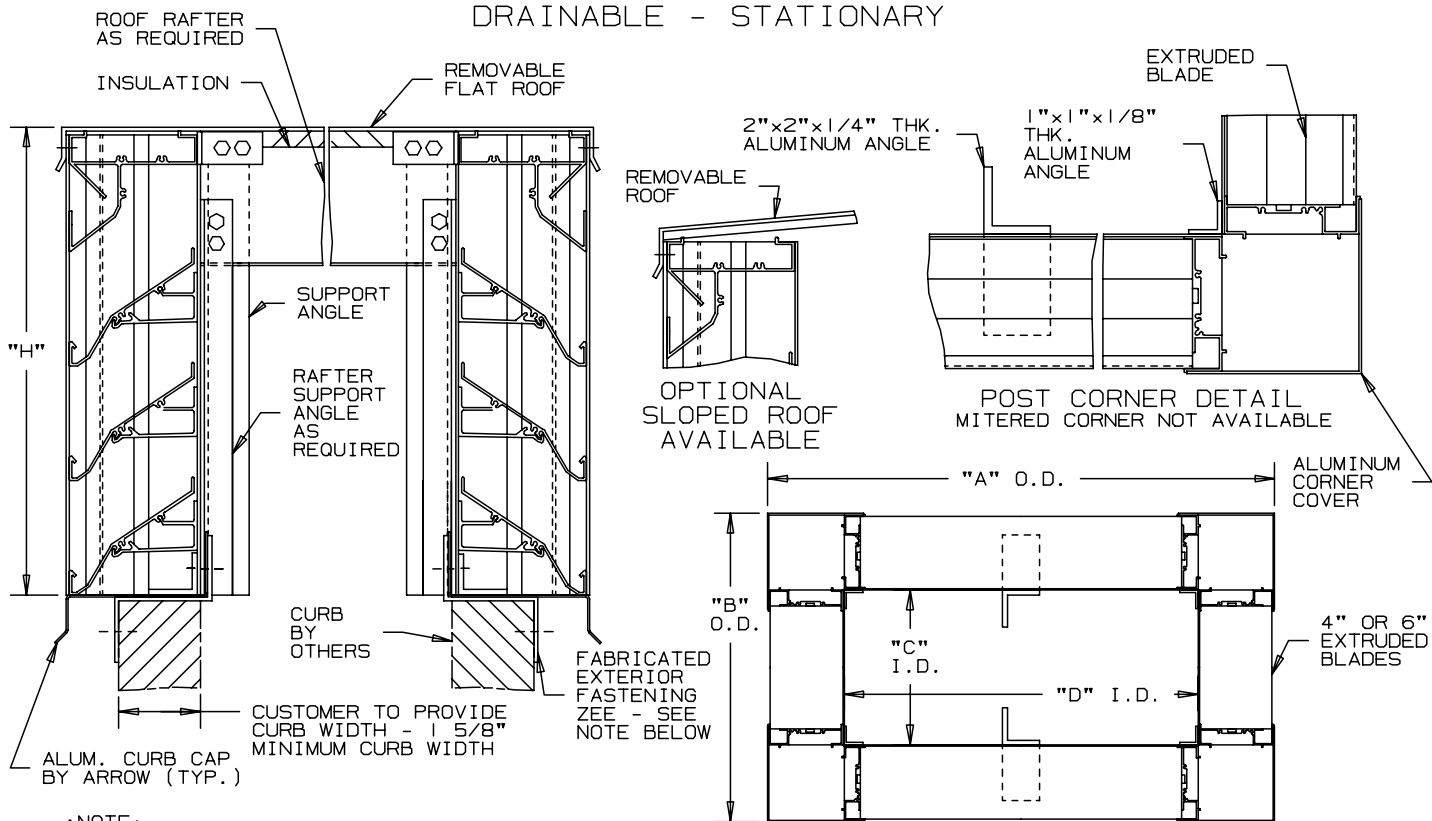 DRAINABLE - STATIONARY
ROOF RAFTER
AS REQUIRED
INSULATION
REMOVABLE
FLAT ROOF
"H"
SUPPORT
ANGLE
RAFTER
SUPPORT
ANGLE
AS
REQUIRED
CURB
BY
OTHERS
FABRICATED
EXTERIOR
FASTENING
ZEE - SEE
NOTE BELOW
CUSTOMER TO PROVIDE
CURB WIDTH - 1 5/8"
MINIMUM CURB WIDTH
ALUM. CURB CAP
BY ARROW (TYP.)
REMOVABLE
ROOF
OPTIONAL
SLOPED ROOF
AVAILABLE
2"x2"x1/4" THK.
ALUMINUM ANGLE
1"x1"x1/8"
THK.
ALUMINUM
ANGLE
EXTRUDED
BLADE
POST CORNER DETAIL
MITERED CORNER NOT AVAILABLE
ALUMINUM
CORNER
COVER
"A" O.D.
"B"
O.D.
"C"
I.D.
"D" I.D.
4" OR 6"
EXTRUDED
BLADES